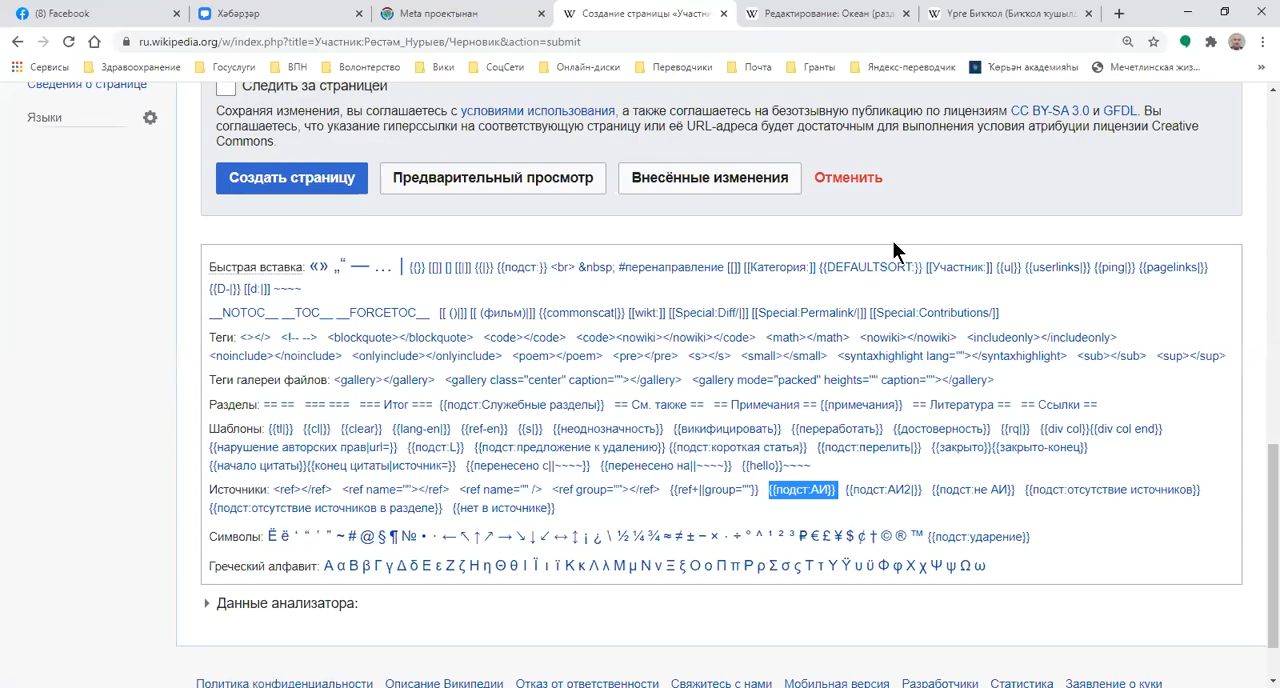 (8) Facebook
Хәбәрҙәр
Meta проектынан
Создание страницы «Участн
Редактирование: Океан (разд
Үрге Бигҡол (Бигҡол ҡушылд
ru.wikipedia.org/w/index.php?title=Участник:Рөстәм_Нурыев/Черновик&action=submit
Сервисы Здравоохранение Госуслуги ВПН Волонтерство Вики СоцСети Онлайн-диски Переводчики Почта Гранты Яндекс-переводчик Ҡөрьән академияһы Мечетлинская жиз... »
Сведения о странице
Языки
Следить за страницей
Сохраняя изменения, вы соглашаетесь с условиями использования, а также соглашаетесь на безотзывную публикацию по лицензиям CC BY-SA 3.0 и GFDL. Вы
соглашаетесь, что указание гиперссылки на соответствующую страницу или её URL-адреса будет достаточным для выполнения условия атрибуции лицензии Creative
Commons.
Создать страницу Предварительный просмотр Внесённые изменения Отменить
Быстрая вставка: «» „“ — … | {{}} [[]] [] [[|]] {{|}} {{подст:}} <br> &nbsp; #перенаправление [[]] [[Категория:]] {{DEFAULTSORT:}} [[Участник:]] {{u|}} {{userlinks|}} {{ping|}} {{pagelinks|}}
{{D-|}} [[d:|]] ~~~~
__NOTOC__ __TOC__ __FORCETOC__ [[ ()|]] [[ (фильм)|]] {{commonscat|}} [[wikt:]] [[Special:Diff/|]] [[Special:Permalink/|]] [[Special:Contributions/]]
Теги: <></> <!-- --> <blockquote></blockquote> <code></code> <code><nowiki></nowiki></code> <math></math> <nowiki></nowiki> <includeonly></includeonly>
<noinclude></noinclude> <onlyinclude></onlyinclude> <poem></poem> <pre></pre> <s></s> <small></small> <syntaxhighlight lang=""></syntaxhighlight> <sub></sub> <sup></sup>
Теги галереи файлов: <gallery></gallery> <gallery class="center" caption=""></gallery> <gallery mode="packed" heights="" caption=""></gallery>
Разделы: == == === === === Итог === {{подст:Служебные разделы}} == См. также == == Примечания == {{примечания}} == Литература == == Ссылки ==
Шаблоны: {{tl|}} {{cl|}} {{clear}} {{lang-en|}} {{ref-en}} {{s|}} {{неоднозначность}} {{викифицировать}} {{переработать}} {{достоверность}} {{rq|}} {{div col}}{{div col end}}
{{нарушение авторских прав|url=}} {{подст:L}} {{подст:предложение к удалению}} {{подст:короткая статья}} {{подст:перелить|}} {{закрыто}}{{закрыто-конец}}
{{начало цитаты}}{{конец цитаты|источник=}} {{перенесено с||~~~~}} {{перенесено на||~~~~}} {{hello}}~~~~
Источники: <ref></ref> <ref name=""></ref> <ref name="" /> <ref group=""></ref> {{ref+||group=""}} {{подст:АИ}} {{подст:АИ2|}} {{подст:не АИ}} {{подст:отсутствие источников}}
{{подст:отсутствие источников в разделе}} {{нет в источнике}}
Символы: Ё ё ‘ “ ’ ” ~ # @ § ¶ № • · ← ↖ ↑ ↗ → ↘ ↓ ↙ ↔ ↕ ¡ ¿ \ ½ ¼ ¾ ≈ ≠ ± − × · ÷ ° ^ ¹ ² ³ ₽ € £ ¥ $ ¢ † © ® ™ {{подст:ударение}}
Греческий алфавит: Α α Β β Γ γ Δ δ Ε ε Ζ ζ Η η Θ θ Ι Ϊ ι ϊ Κ κ Λ λ Μ μ Ν ν Ξ ξ Ο ο Π π Ρ ρ Σ σ ς Τ τ Υ Ϋ υ ϋ Φ φ Χ χ Ψ ψ Ω ω
Данные анализатора:
Политика конфиденциальности Описание Википедии Отказ от ответственности Свяжитесь с нами Мобильная версия Разработчики Статистика Заявление о куки